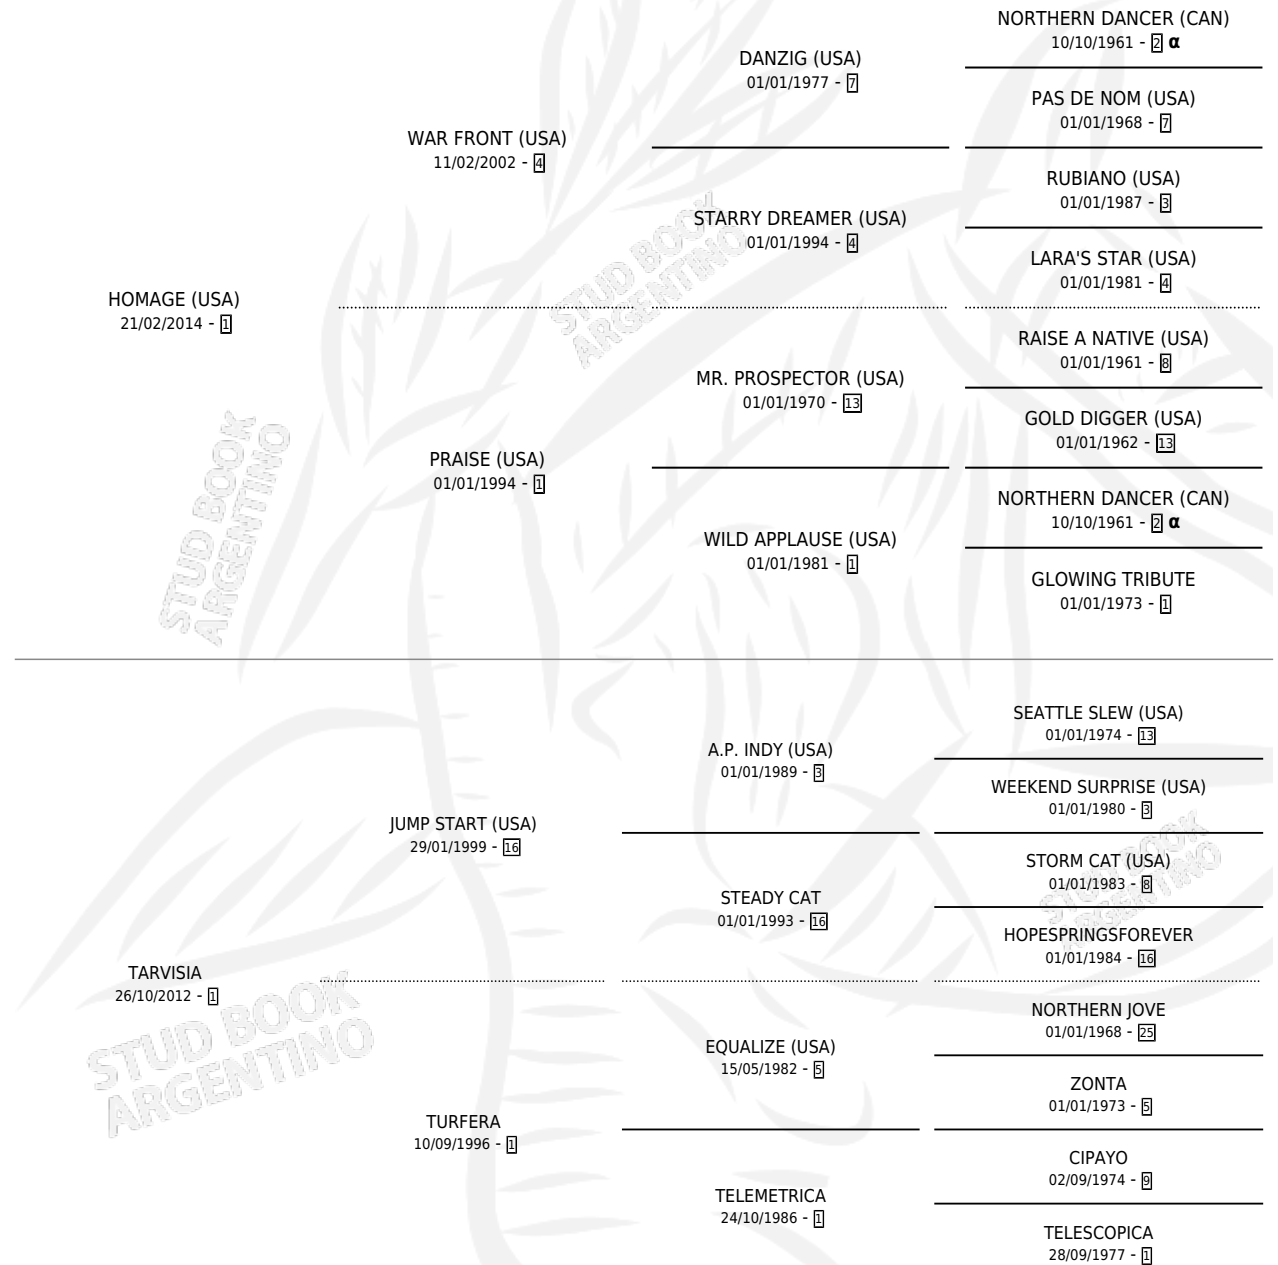 NORTHERN DANCER (CAN)
10/10/1961 - 2 α
DANZIG (USA)
01/01/1977 - 7
PAS DE NOM (USA)
01/01/1968 - 7
WAR FRONT (USA)
11/02/2002 - 4
RUBIANO (USA)
01/01/1987 - 3
STARRY DREAMER (USA)
01/01/1994 - 4
LARA'S STAR (USA)
01/01/1981 - 4
HOMAGE (USA)
21/02/2014 - 1
RAISE A NATIVE (USA)
01/01/1961 - 8
MR. PROSPECTOR (USA)
01/01/1970 - 13
GOLD DIGGER (USA)
01/01/1962 - 13
PRAISE (USA)
01/01/1994 - 1
NORTHERN DANCER (CAN)
10/10/1961 - 2 α
WILD APPLAUSE (USA)
01/01/1981 - 1
GLOWING TRIBUTE
01/01/1973 - 1
SEATTLE SLEW (USA)
01/01/1974 - 13
A.P. INDY (USA)
01/01/1989 - 3
WEEKEND SURPRISE (USA)
01/01/1980 - 3
JUMP START (USA)
29/01/1999 - 16
STORM CAT (USA)
01/01/1983 - 8
STEADY CAT
01/01/1993 - 16
HOPESPRINGSFOREVER
01/01/1984 - 16
TARVISIA
26/10/2012 - 1
NORTHERN JOVE
01/01/1968 - 25
EQUALIZE (USA)
15/05/1982 - 5
ZONTA
01/01/1973 - 5
TURFERA
10/09/1996 - 1
CIPAYO
02/09/1974 - 9
TELEMETRICA
24/10/1986 - 1
TELESCOPICA
28/09/1977 - 1
STUD BOOK
ARGENTINO
STUD BOOK
ARGENTINO
STUD BOOK
ARGENTINO
STUD BOOK
ARGENTINO